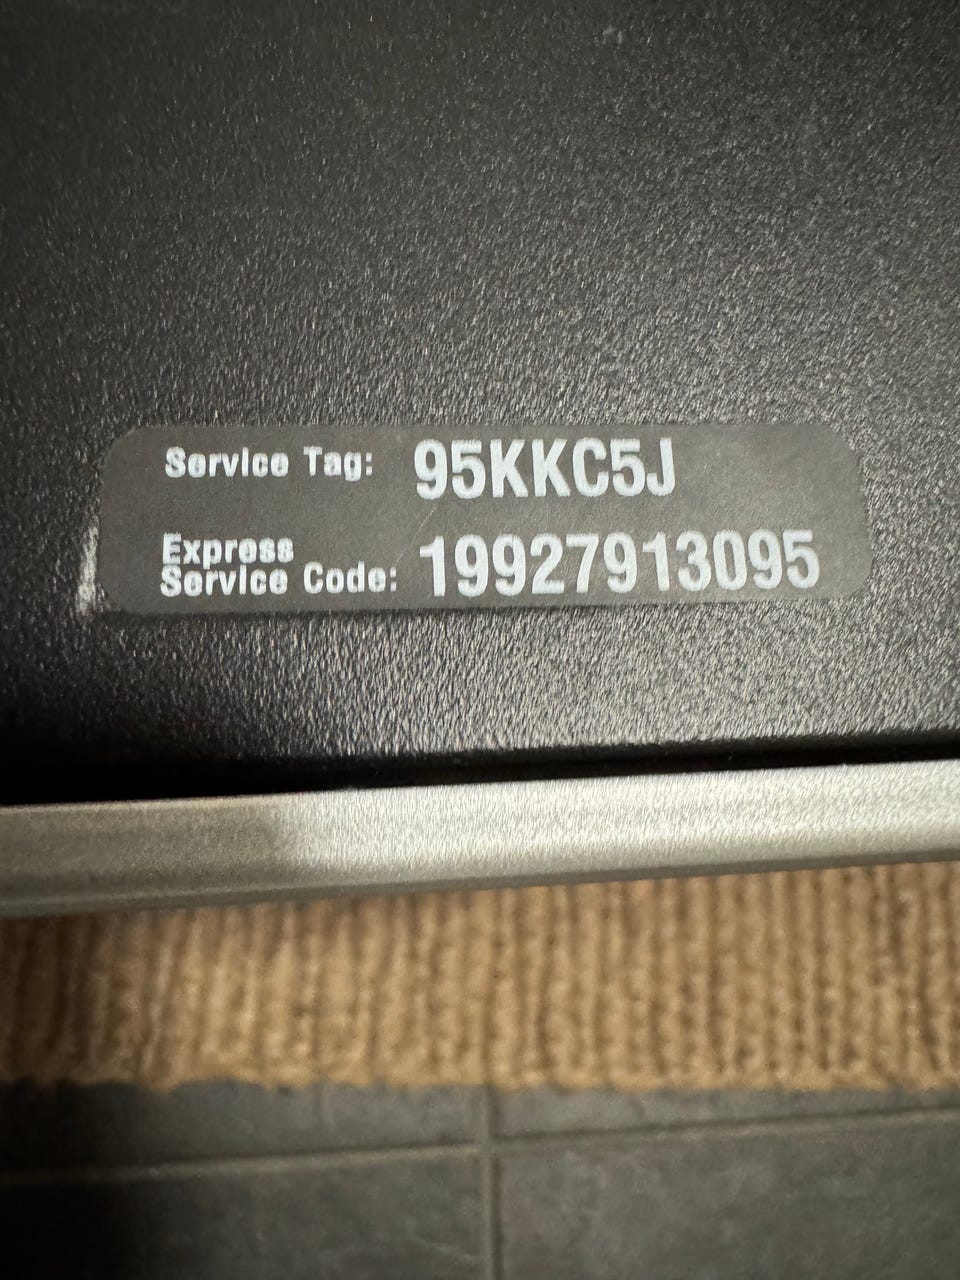 Service Tag: 95KKC5J
Express
Service Code: 19927913095